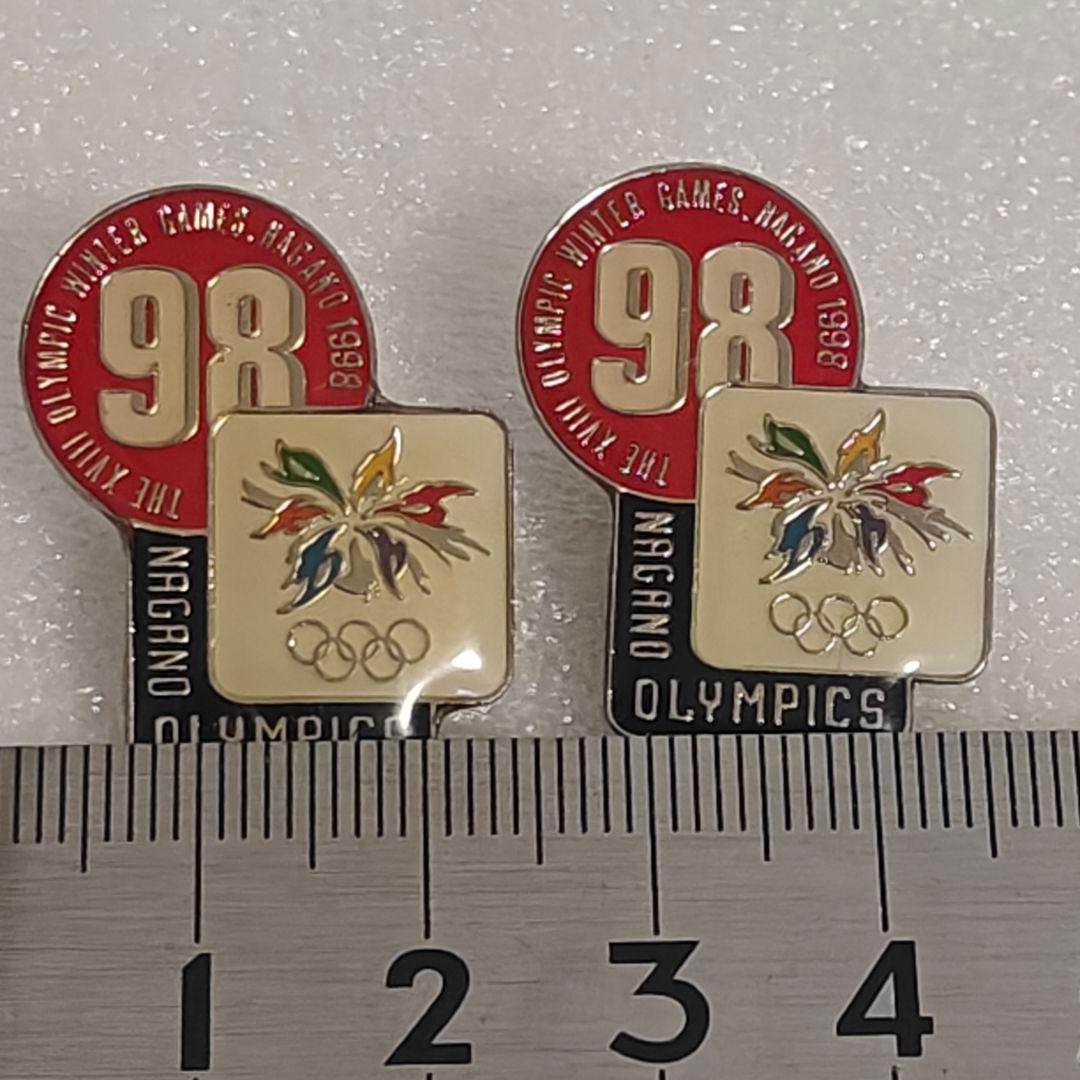 THE XVIII OLYMPIC WINTER GAMES. NAGANO 1998
98
NAGANO
OLYMPICS
THE XVIII OLYMPIC WINTER GAMES. NAGANO 1998
98
NAGANO
OLYMPICS
1 2 3 4